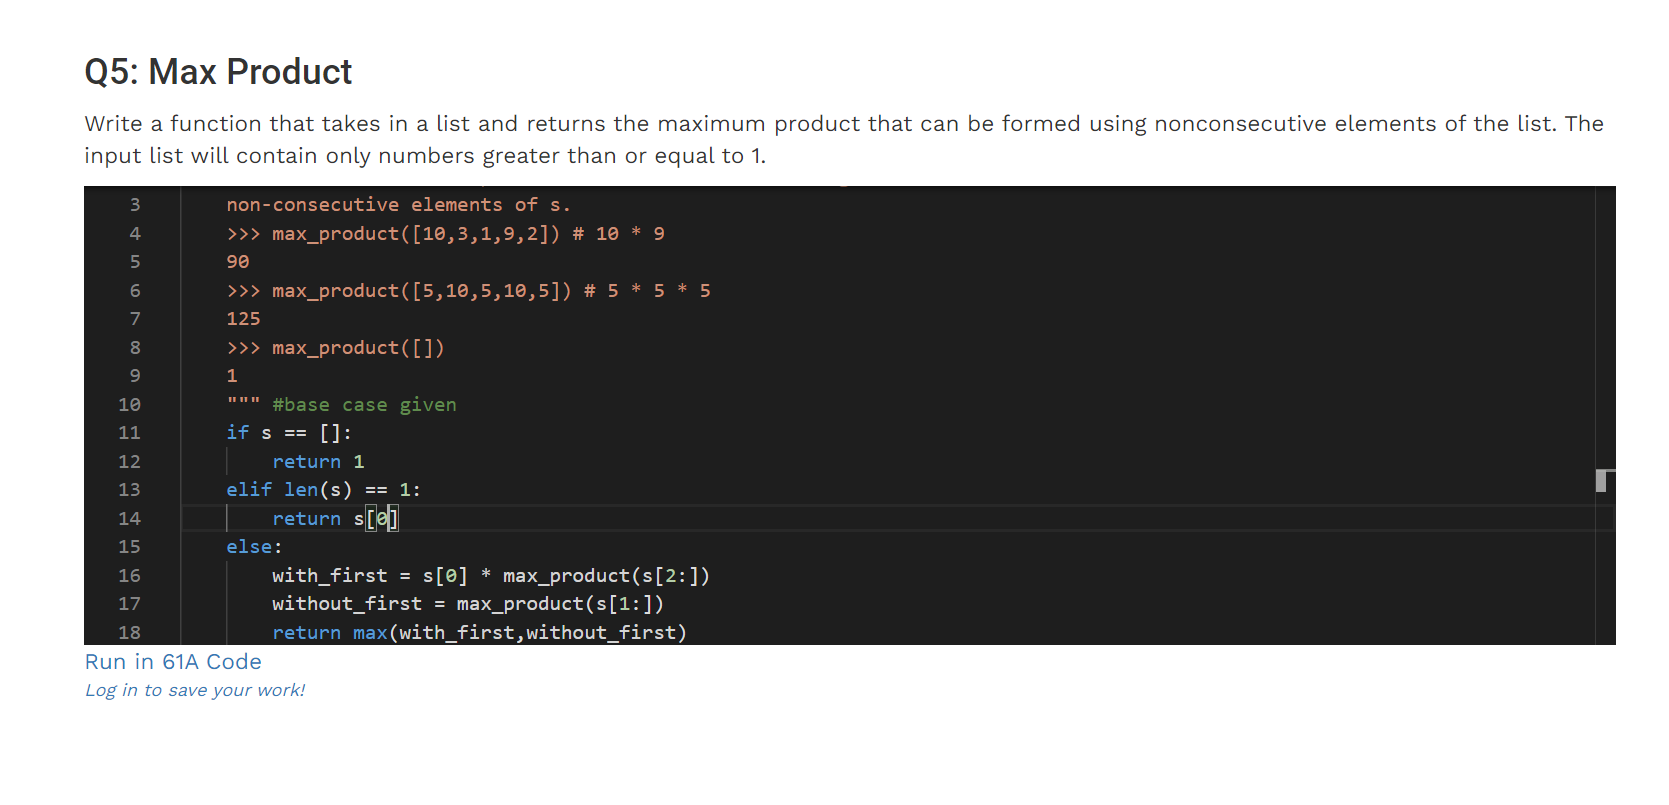 Q5: Max Product
Write a function that takes in a list and returns the maximum product that can be formed using nonconsecutive elements of the list. The
input list will contain only numbers greater than or equal to 1.
3 non-consecutive elements of s.
4 >>> max_product([10,3,1,9,2]) # 10 * 9
5 90
6 >>> max_product([5,10,5,10,5]) # 5 * 5 * 5
7 125
8 >>> max_product([])
9 1
10 """ #base case given
11 if s == []:
12 return 1
13 elif len(s) == 1:
14 return s[0]
15 else:
16 with_first = s[0] * max_product(s[2:])
17 without_first = max_product(s[1:])
18 return max(with_first,without_first)
Run in 61A Code
Log in to save your work!